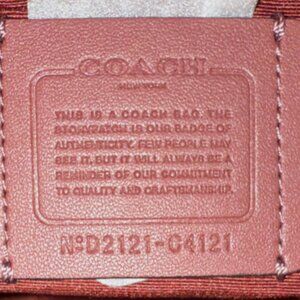 COACH
NEW YORK
THIS IS A COACH BAG. THE
STORYPATCH IS OUR BADGE OF
AUTHENTICITY. FEW PEOPLE MAY
SEE IT. BUT IT WILL ALWAYS BE A
REMINDER OF OUR COMMITMENT
TO QUALITY AND CRAFTSMANSHIP.
NºD2121-C4121